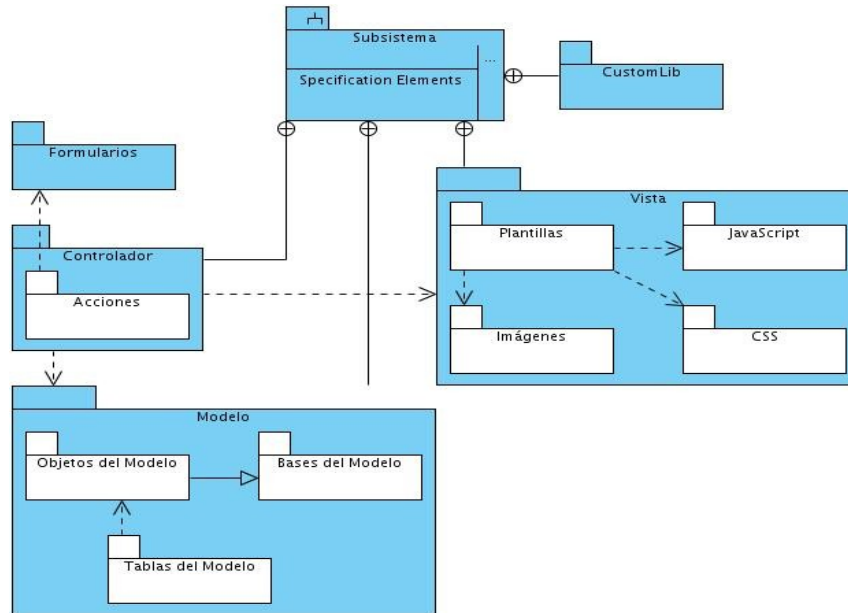 Subsistema
...
Specification Elements
CustomLib
Formularios
Vista
Plantillas
JavaScript
Controlador
Acciones
Imágenes
CSS
Modelo
Objetos del Modelo
Bases del Modelo
Tablas del Modelo